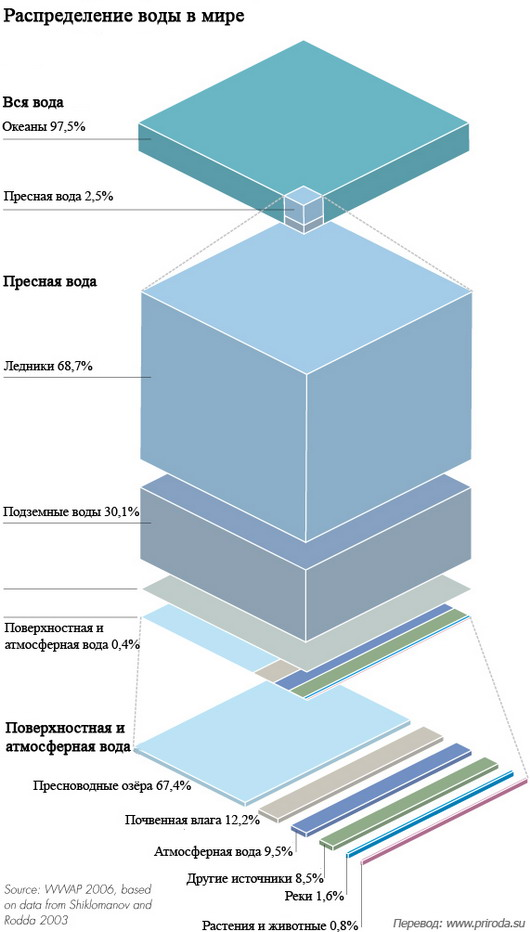 Распределение воды в мире
Вся вода
Океаны 97,5%
Пресная вода 2,5%
Пресная вода
Ледники 68,7%
Подземные воды 30,1%
Поверхностная и
атмосферная вода 0,4%
Поверхностная и
атмосферная вода
Пресноводные озёра 67,4%
Почвенная влага 12,2%
Атмосферная вода 9,5%
Другие источники 8,5%
Реки 1,6%
Растения и животные 0,8%
Source: WWAP 2006, based
on data from Shiklomanov and
Rodda 2003
Перевод: www.priroda.su